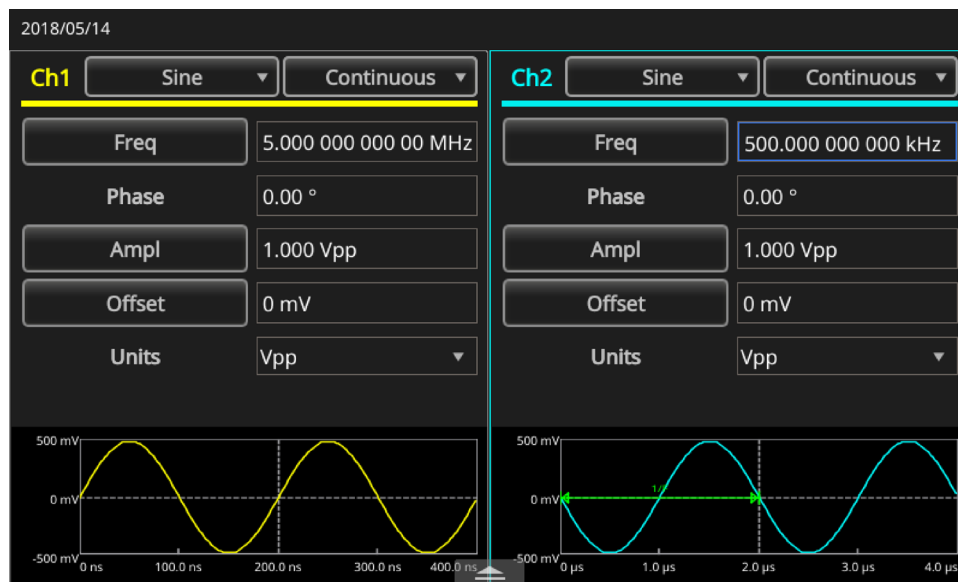 2018/05/14
Ch1 Sine Continuous
Freq 5.000 000 000 00 MHz
Phase 0.00 °
Ampl 1.000 Vpp
Offset 0 mV
Units Vpp
500 mV
0 mV
-500 mV
0 ns 100.0 ns 200.0 ns 300.0 ns 400.0 ns
Ch2 Sine Continuous
Freq 500.000 000 000 kHz
Phase 0.00 °
Ampl 1.000 Vpp
Offset 0 mV
Units Vpp
500 mV
0 mV
-500 mV
0 µs 1.0 µs 2.0 µs 3.0 µs 4.0 µs